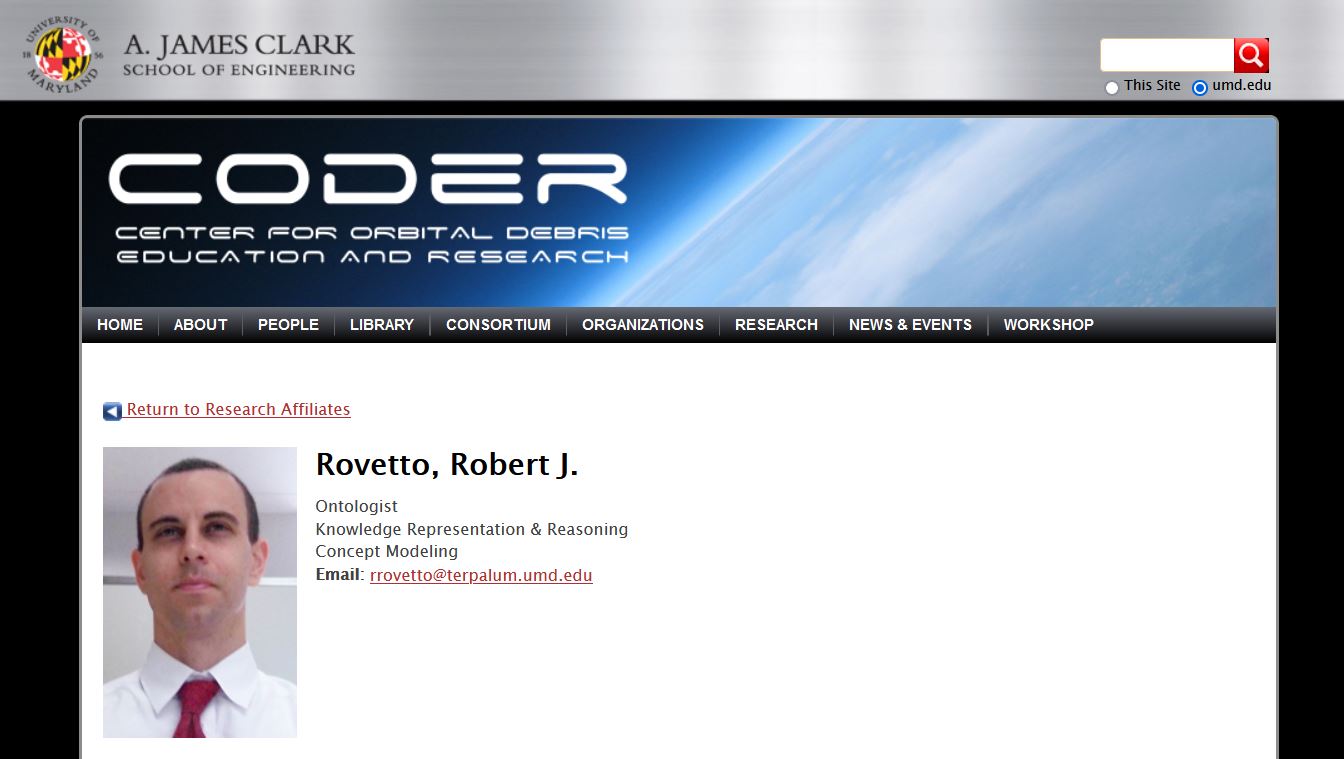 UNIVERSITY OF
18 56
MARYLAND
A. JAMES CLARK
SCHOOL OF ENGINEERING
This Site umd.edu
CODER
CENTER FOR ORBITAL DEBRIS
EDUCATION AND RESEARCH
HOME ABOUT PEOPLE LIBRARY CONSORTIUM ORGANIZATIONS RESEARCH NEWS & EVENTS WORKSHOP
Return to Research Affiliates
Rovetto, Robert J.
Ontologist
Knowledge Representation & Reasoning
Concept Modeling
Email: rrovetto@terpalum.umd.edu